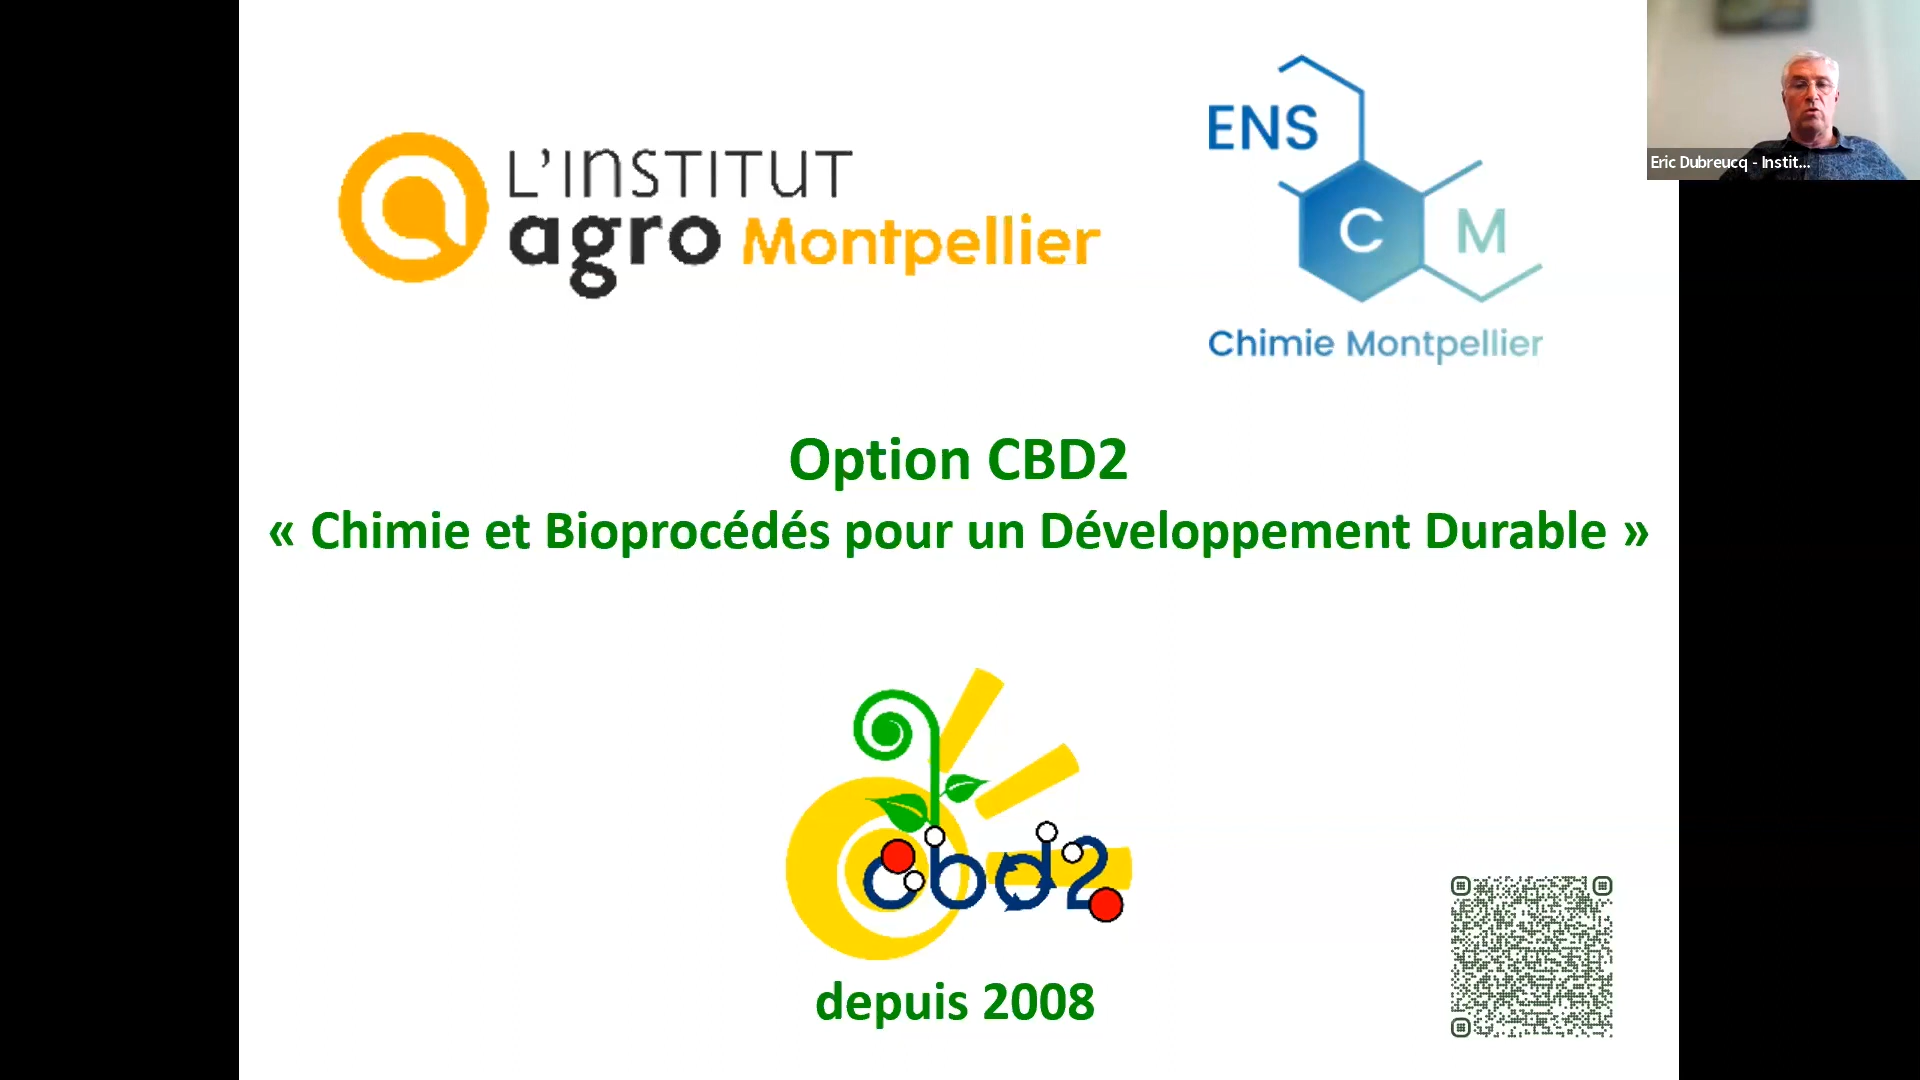 L'INSTITUT
agro Montpellier
ENS
C M
Chimie Montpellier
Eric Dubreucq - Instit...
Option CBD2
« Chimie et Bioprocédés pour un Développement Durable »
cbd2
depuis 2008